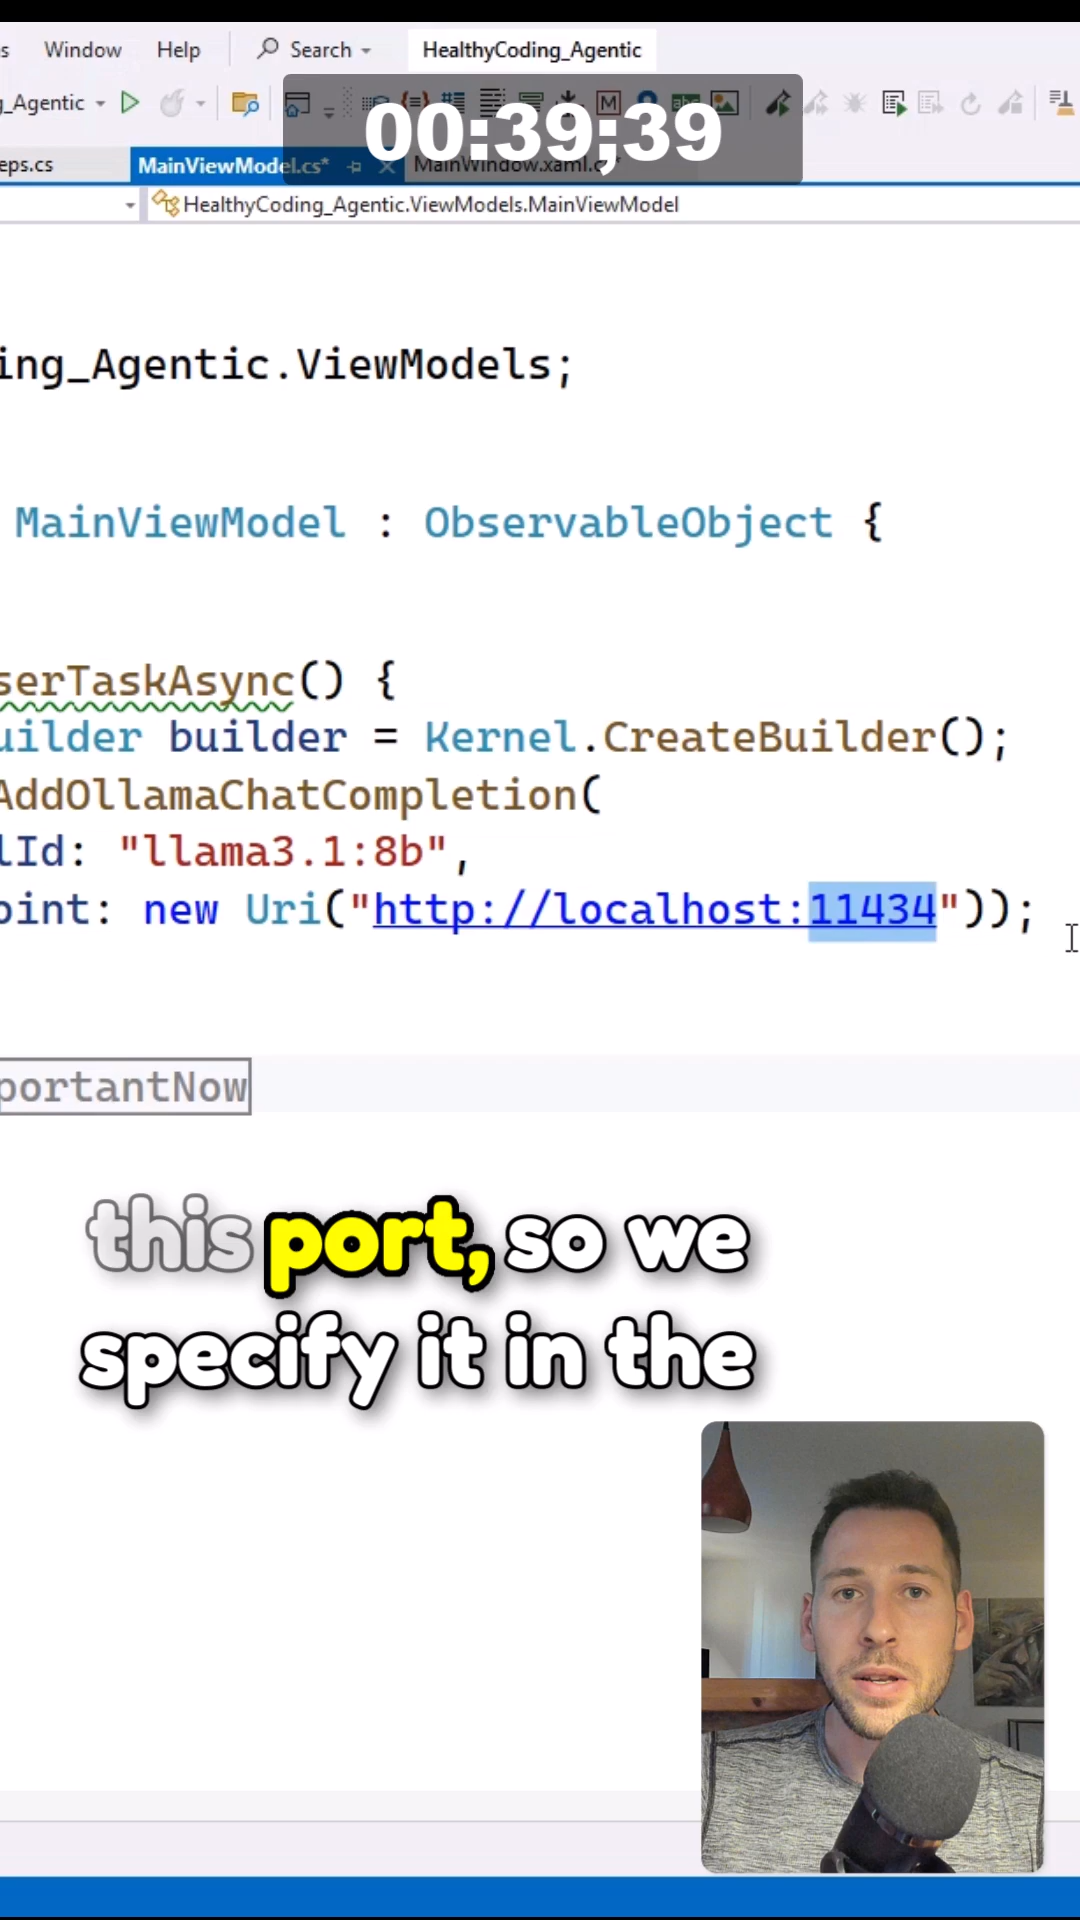 s Window Help Search HealthyCoding_Agentic
_Agentic
00:39;39
eps.cs MainViewModel.cs* MainWindow.xaml.c
HealthyCoding_Agentic.ViewModels.MainViewModel
ing_Agentic.ViewModels;
MainViewModel : ObservableObject {
serTaskAsync() {
uilder builder = Kernel.CreateBuilder();
AddOllamaChatCompletion(
lId: "llama3.1:8b",
oint: new Uri("http://localhost:11434"));
portantNow
this port, so we
specify it in the